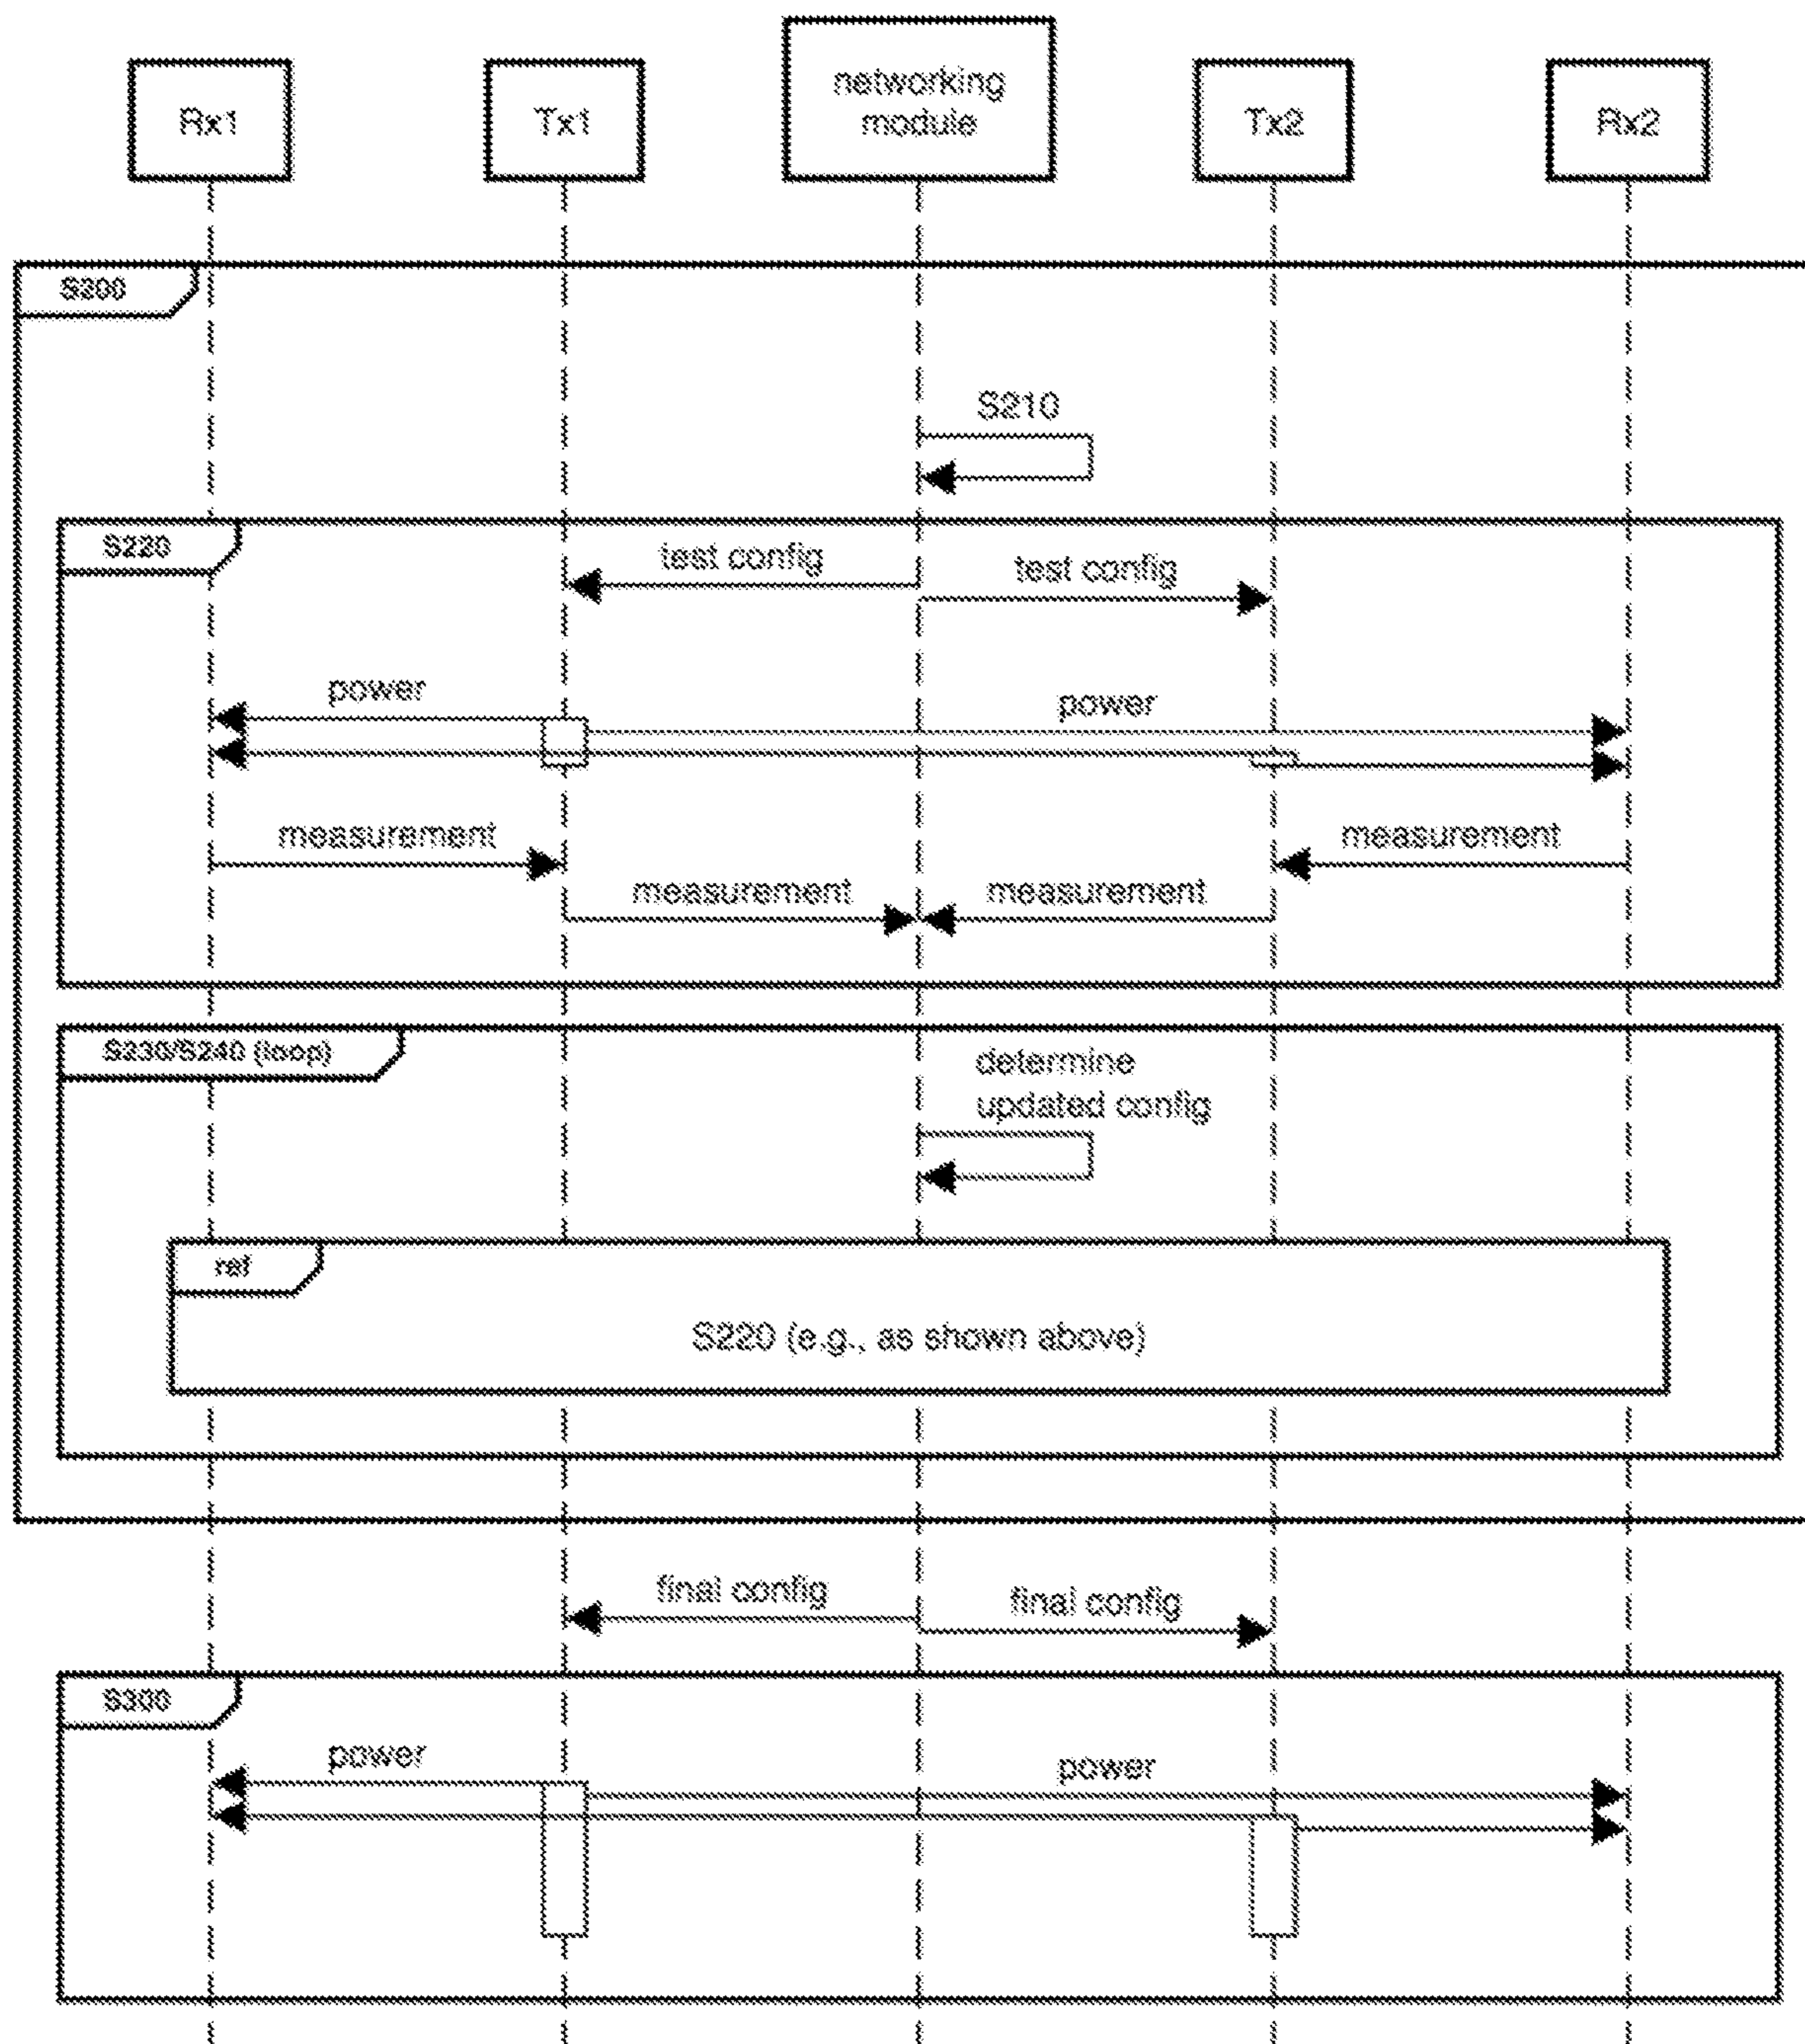 Rx1
Tx1
networking
module
Tx2
Rx2
S200
S210
S220
test config
test config
power
power
measurement
measurement
measurement
measurement
S230/S240 (loop)
determine
updated config
ref
S220 (e.g., as shown above)
final config
final config
S300
power
power